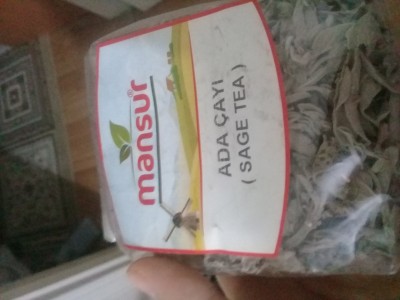 mansur
ADA ÇAYI
( SAGE TEA )